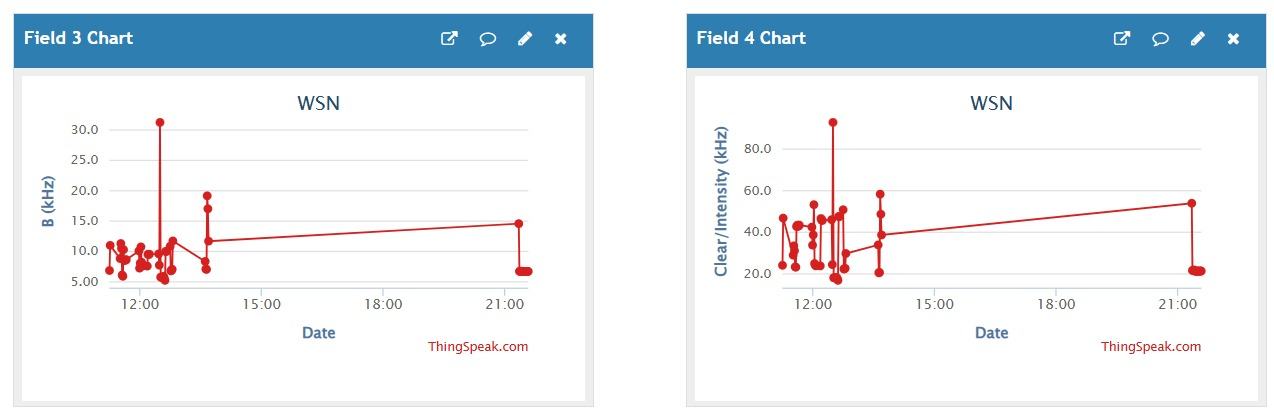 Field 3 Chart
WSN
30.0
25.0
20.0
15.0
10.0
5.00
B (kHz)
12:00 15:00 18:00 21:00
Date
ThingSpeak.com
Field 4 Chart
WSN
80.0
60.0
40.0
20.0
Clear/Intensity (kHz)
12:00 15:00 18:00 21:00
Date
ThingSpeak.com